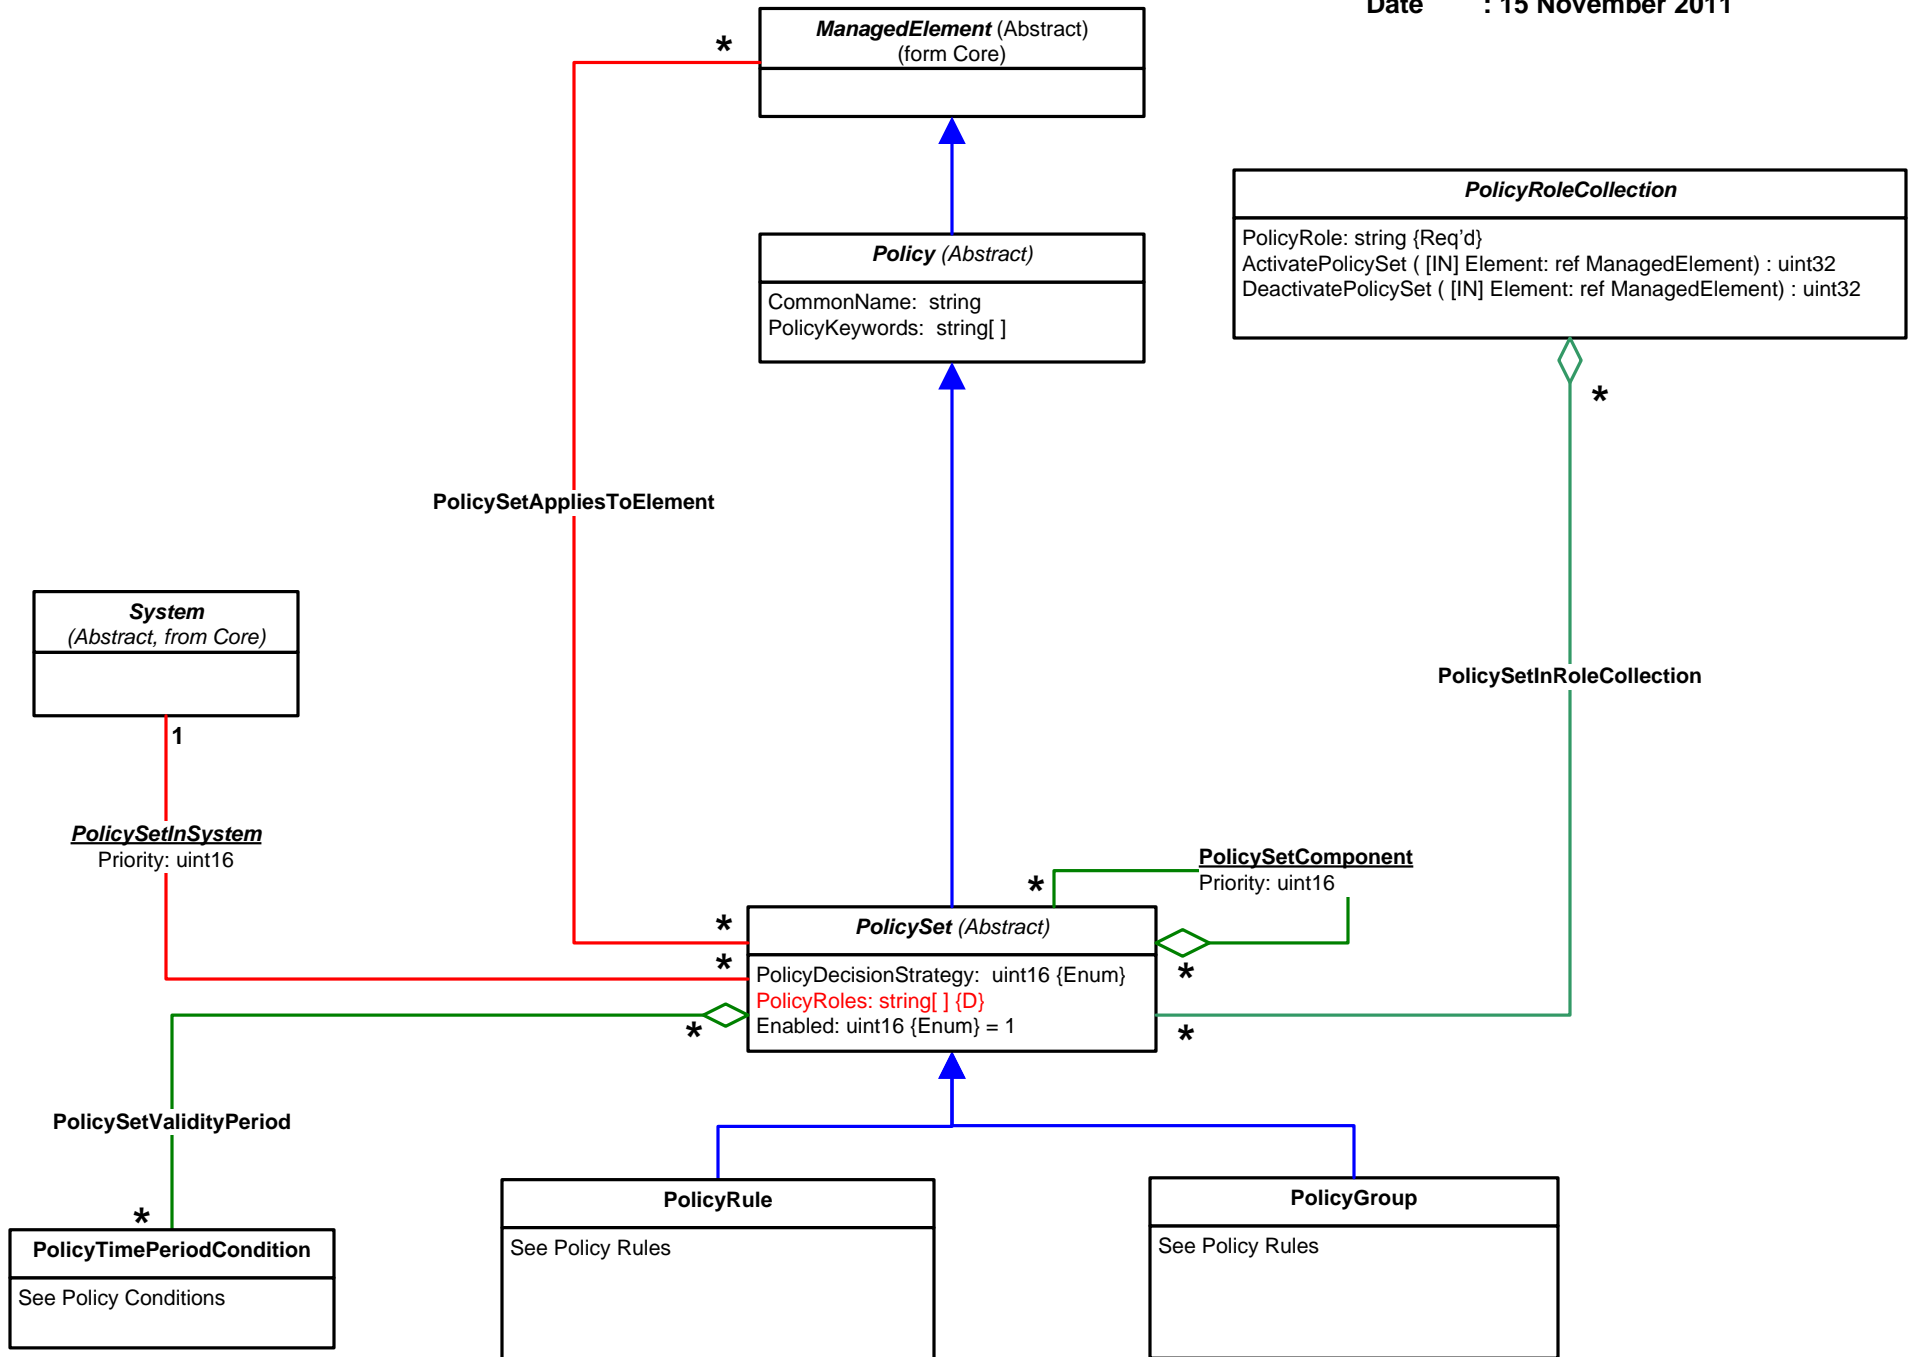 Date : 15 November 2011
ManagedElement (Abstract)
(form Core)
*
PolicyRoleCollection
PolicyRole: string {Req'd}
ActivatePolicySet ( [IN] Element: ref ManagedElement) : uint32
DeactivatePolicySet ( [IN] Element: ref ManagedElement) : uint32
Policy (Abstract)
CommonName: string
PolicyKeywords: string[ ]
*
PolicySetAppliesToElement
System
(Abstract, from Core)
PolicySetInRoleCollection
1
PolicySetInSystem
Priority: uint16
PolicySetComponent
Priority: uint16
*
*
PolicySet (Abstract)
*
*
PolicyDecisionStrategy: uint16 {Enum}
PolicyRoles: string[ ] {D}
Enabled: uint16 {Enum} = 1
*
*
PolicySetValidityPeriod
*
PolicyTimePeriodCondition
See Policy Conditions
PolicyRule
See Policy Rules
PolicyGroup
See Policy Rules